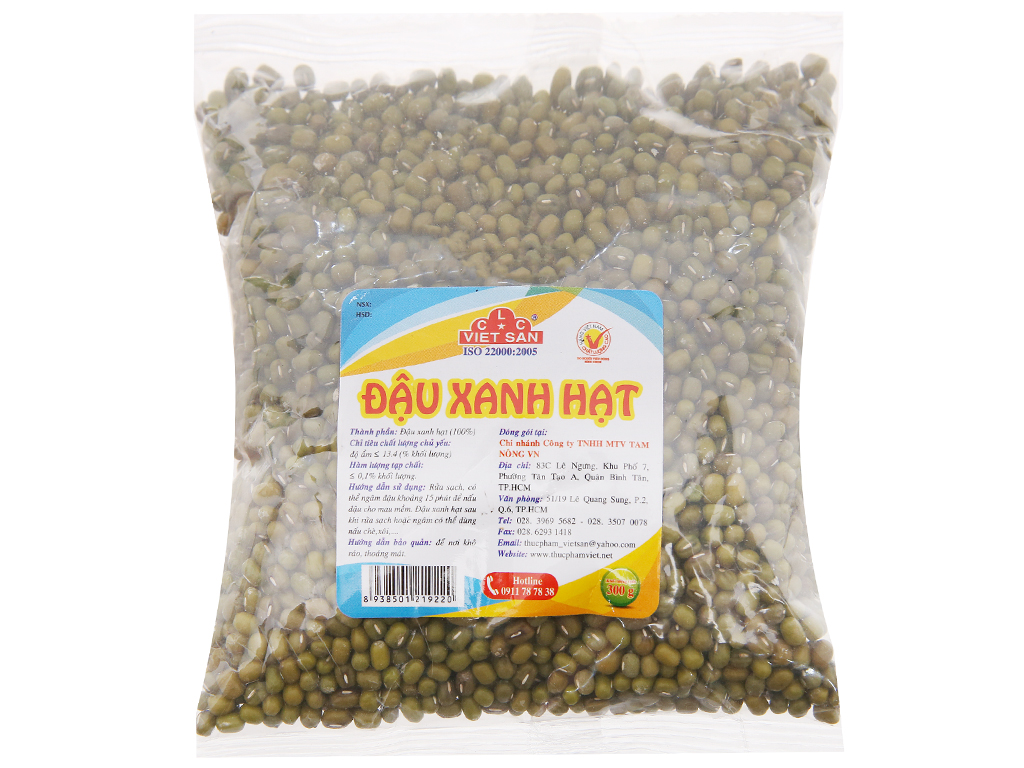 NSX:
HSD:
CLC
VIET SAN ®
ISO 22000:2005
ĐẬU XANH HẠT
Thành phần: Đậu xanh hạt (100%)
Chỉ tiêu chất lượng chủ yếu:
độ ẩm ≤ 13.4 (% khối lượng)
Hàm lượng tạp chất:
≤ 0,1% khối lượng.
Hướng dẫn sử dụng: Rửa sạch, có
thể ngâm đậu khoảng 15 phút để nấu
đậu cho mau mềm. Đậu xanh hạt sau
khi rửa sạch hoặc ngâm có thể dùng
nấu chè, xôi,....
Hướng dẫn bảo quản: để nơi khô
ráo, thoáng mát.
8 938501 219220
Đóng gói tại:
Chi nhánh Công ty TNHH MTV TAM
NÔNG VN
Địa chỉ: 83C Lê Ngưng, Khu Phố 7,
Phường Tân Tạo A, Quận Bình Tân,
TP.HCM
Văn phòng: 51/19 Lê Quang Sung, P.2,
Q.6, TP.HCM
Tel: 028. 3969 5682 - 028. 3507 0078
Fax: 028. 6293 1418
Email: thucpham_vietsan@yahoo.com
Website: www.thucphamviet.net
Hotline
0911 78 78 38
300 g